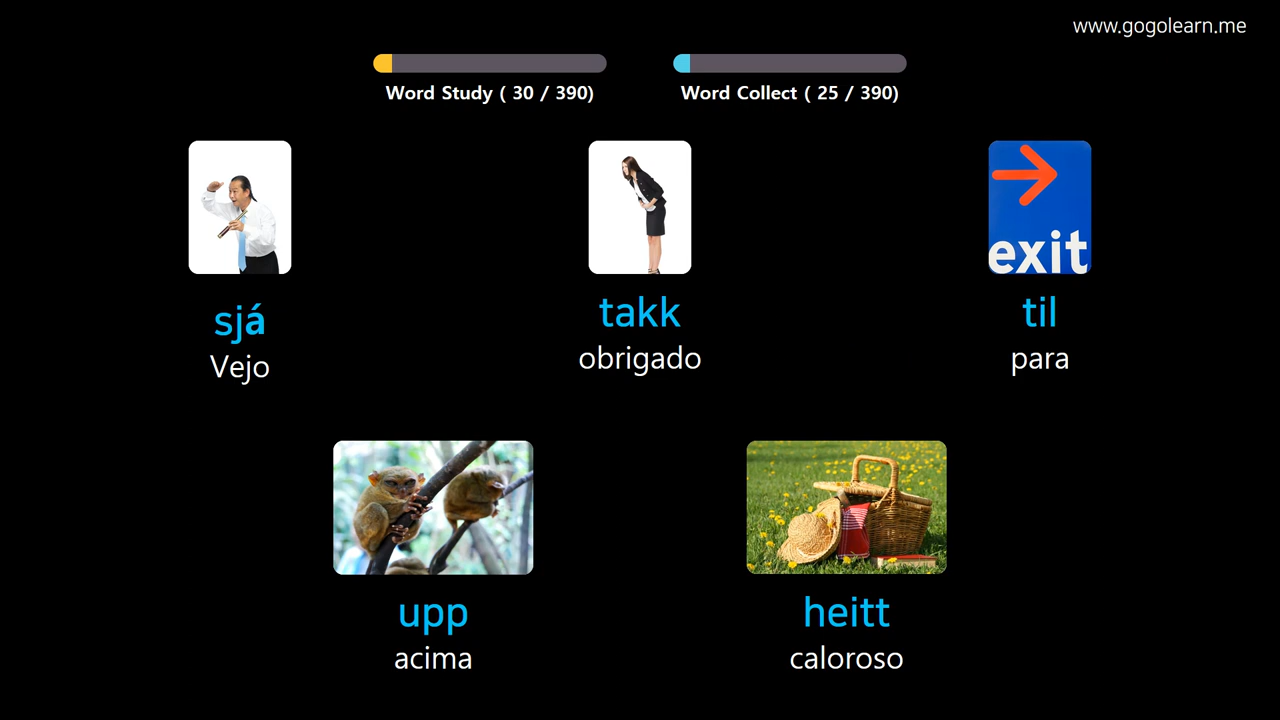 www.gogolearn.me
Word Study ( 30 / 390)
Word Collect ( 25 / 390)
exit
sjá
Vejo
takk
obrigado
til
para
upp
acima
heitt
caloroso